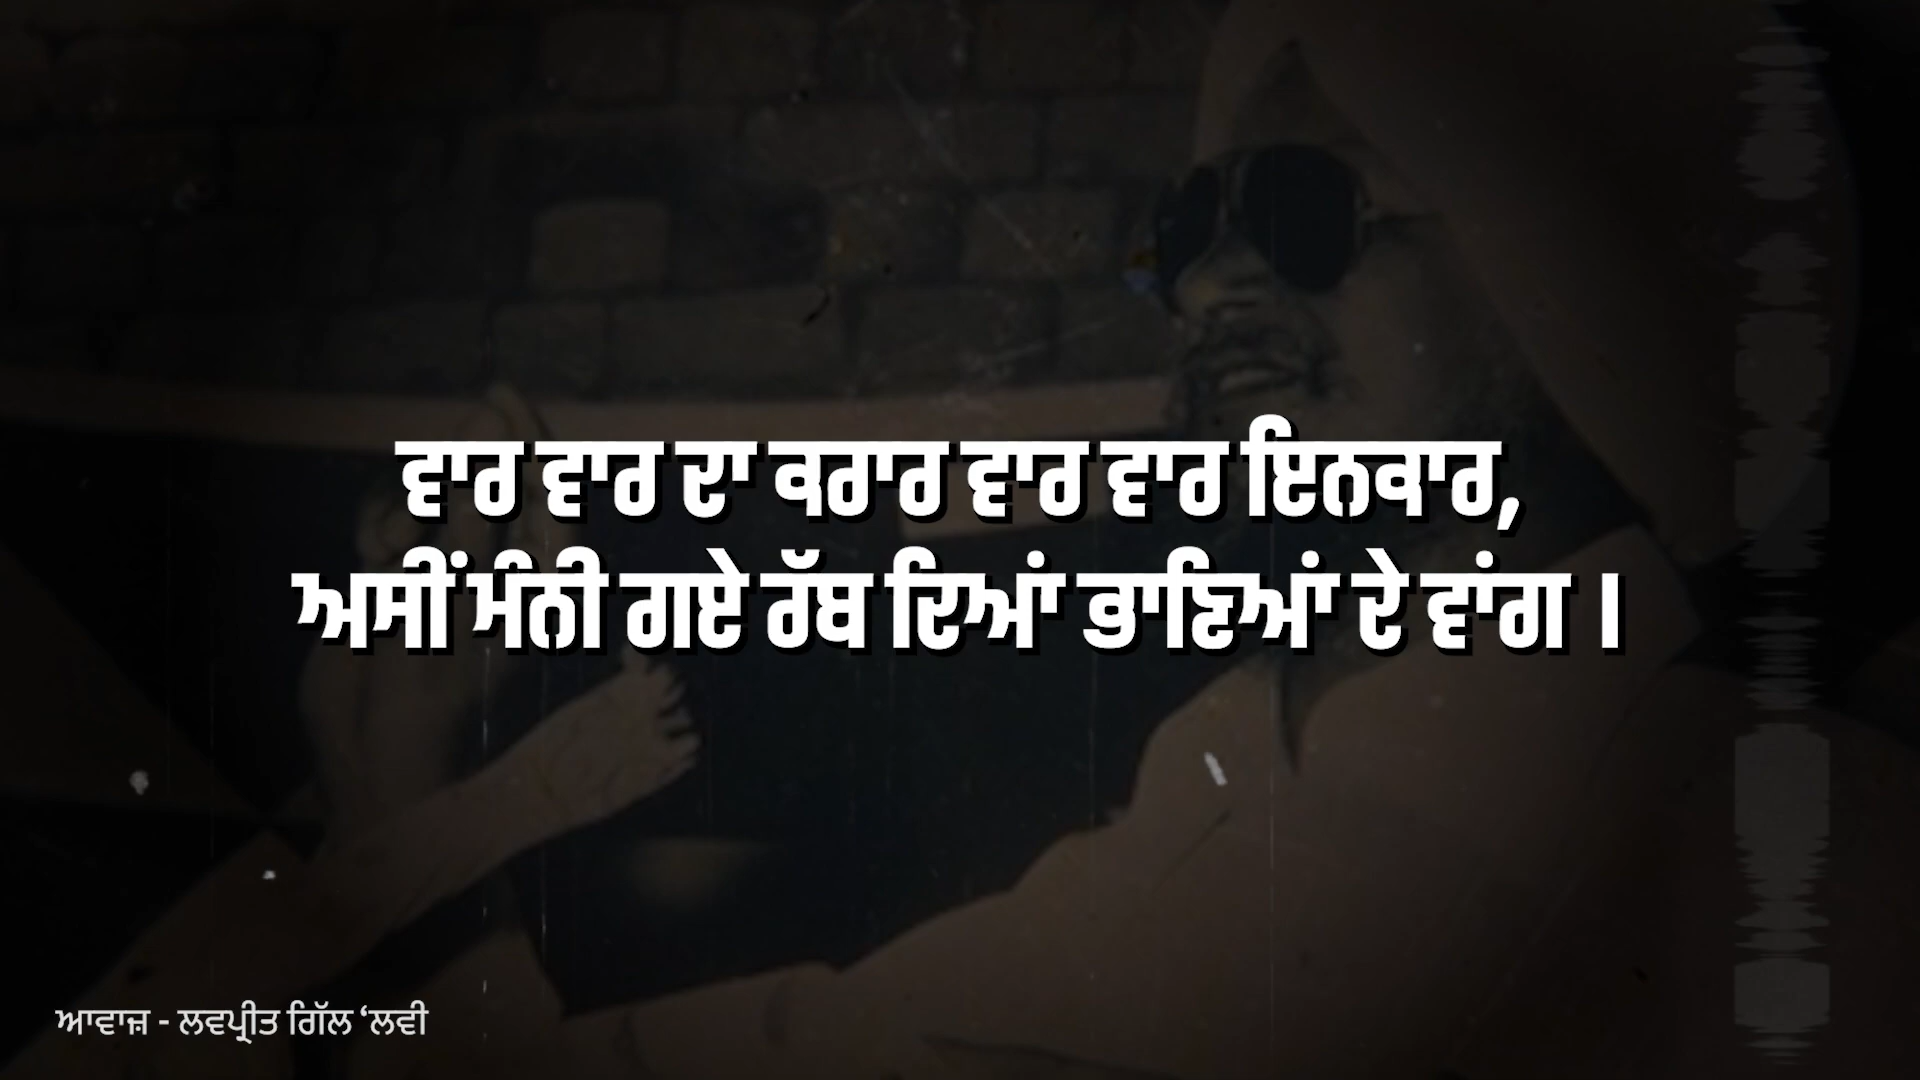 ਵਾਰ ਵਾਰ ਦਾ ਕਰਾਰ ਵਾਰ ਵਾਰ ਇਨਕਾਰ,
ਅਸੀਂ ਮੰਨੀ ਗਏ ਰੱਬ ਦਿਆਂ ਭਾਣਿਆਂ ਦੇ ਵਾਂਗ ।
ਆਵਾਜ਼ - ਲਵਪ੍ਰੀਤ ਗਿੱਲ ‘ਲਵੀ